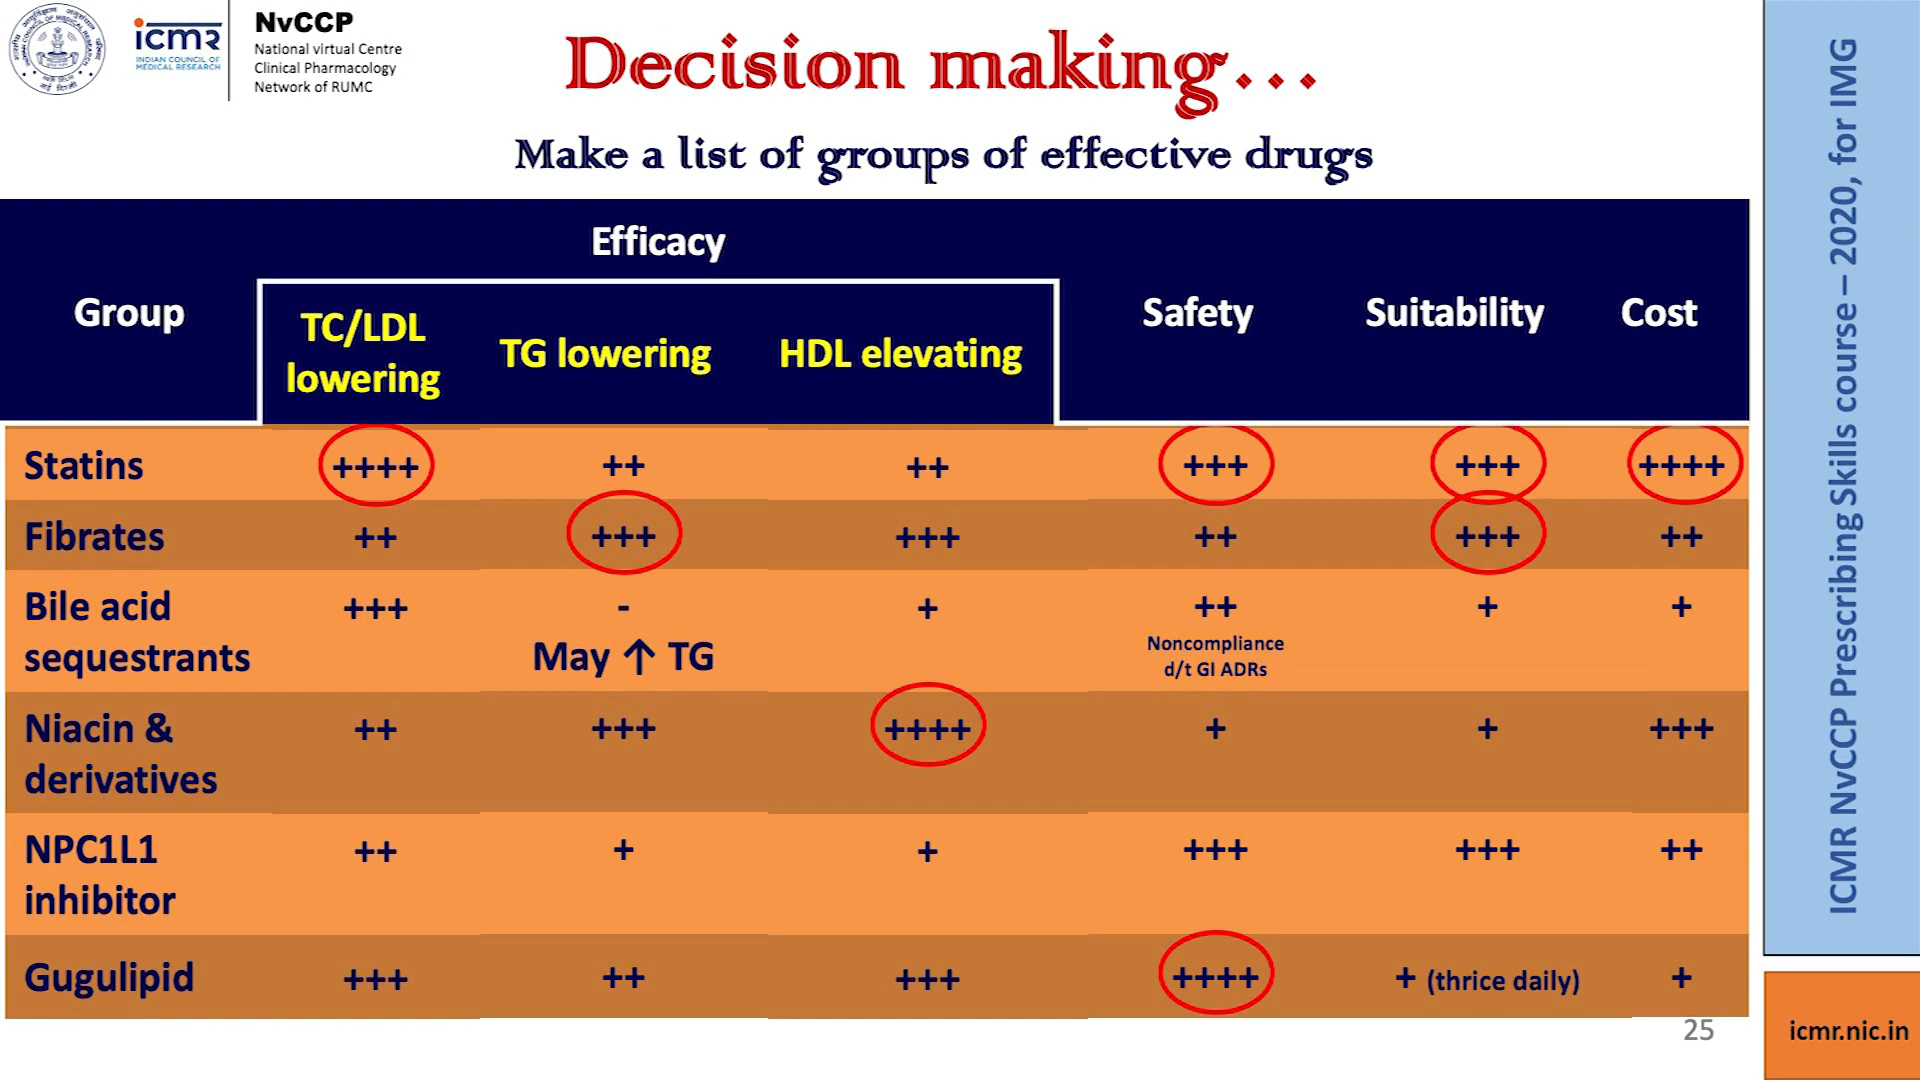 icmr
INDIAN COUNCIL OF
MEDICAL RESEARCH
NvCCP
National virtual Centre
Clinical Pharmacology
Network of RUMC
Decision making...
Make a list of groups of effective drugs
Group
Efficacy
TC/LDL
lowering
TG lowering
HDL elevating
Safety
Suitability
Cost
Statins ++++ ++ ++ +++ +++ ++++
Fibrates ++ +++ +++ ++ +++ ++
Bile acid
sequestrants
+++ - + ++ + +
May ↑ TG
Noncompliance
d/t GI ADRs
Niacin &
derivatives
++ +++ ++++ + + +++
NPC1L1
inhibitor
++ + + +++ +++ ++
Gugulipid +++ ++ +++ ++++ + (thrice daily) +
25
ICMR NvCCP Prescribing Skills course– 2020, for IMG
icmr.nic.in